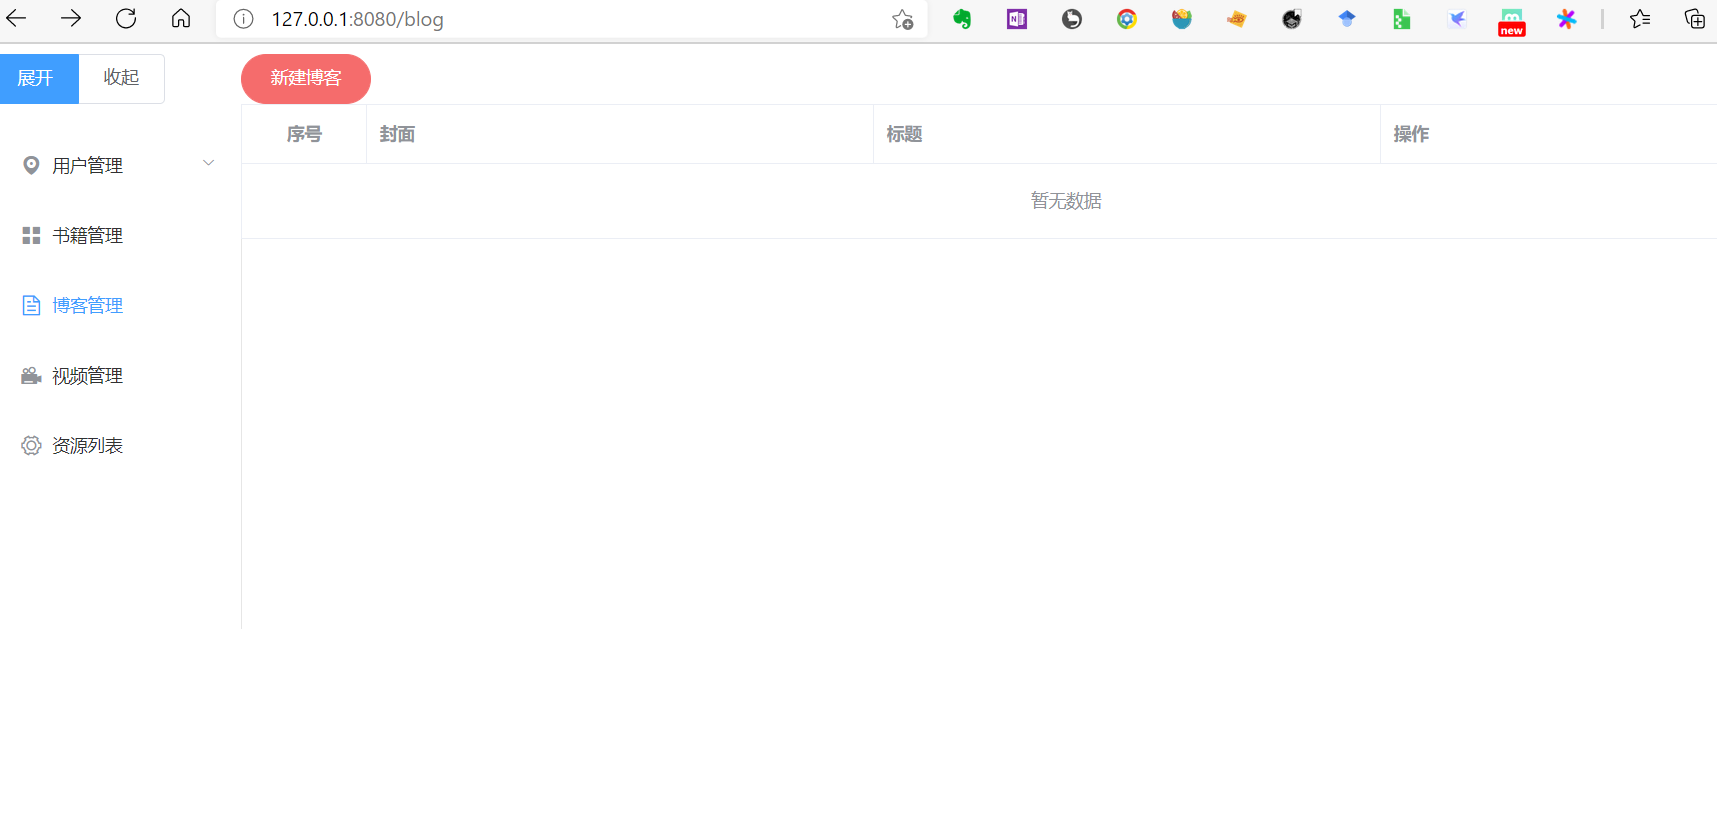 127.0.0.1:8080/blog
new
展开 收起
新建博客
序号 封面 标题 操作
暂无数据
用户管理
书籍管理
博客管理
视频管理
资源列表